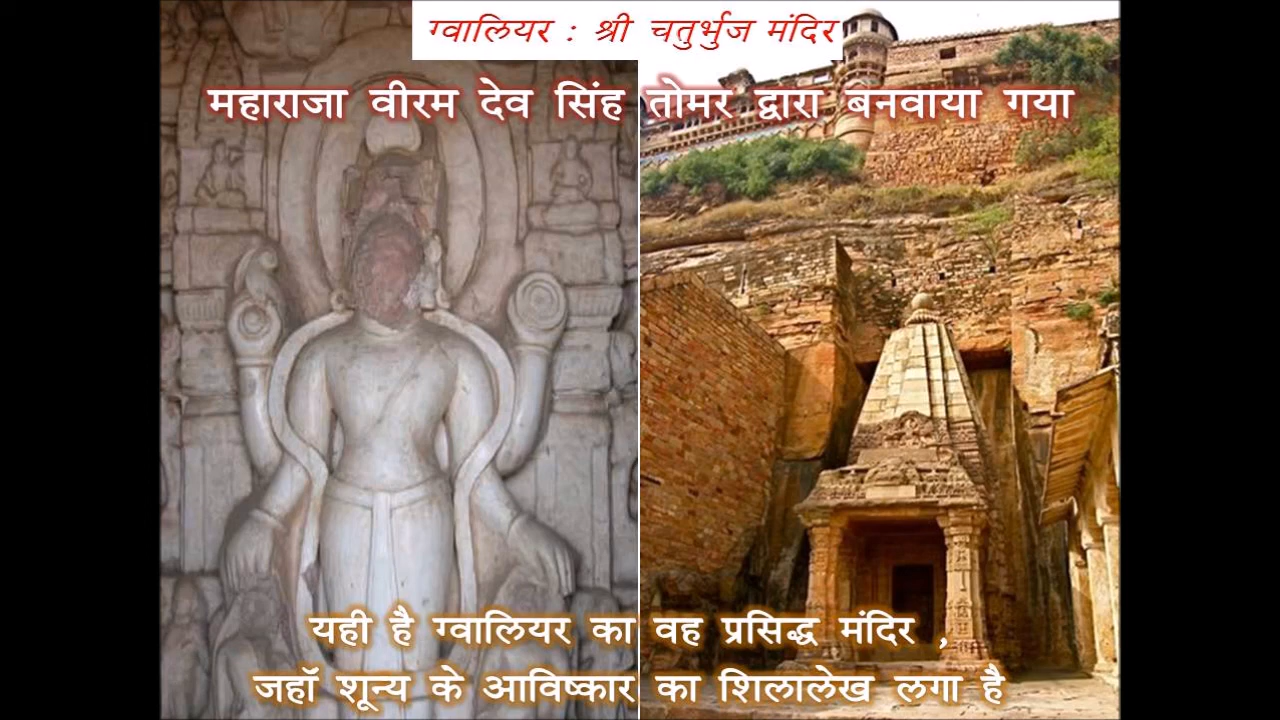 ग्वालियर : श्री चतुर्भुज मंदिर
महाराजा वीरम देव सिंह तोमर द्वारा बनवाया गया
यही है ग्वालियर का वह प्रसिद्ध मंदिर ,
जहॉ शून्य के आविष्कार का शिलालेख लगा है